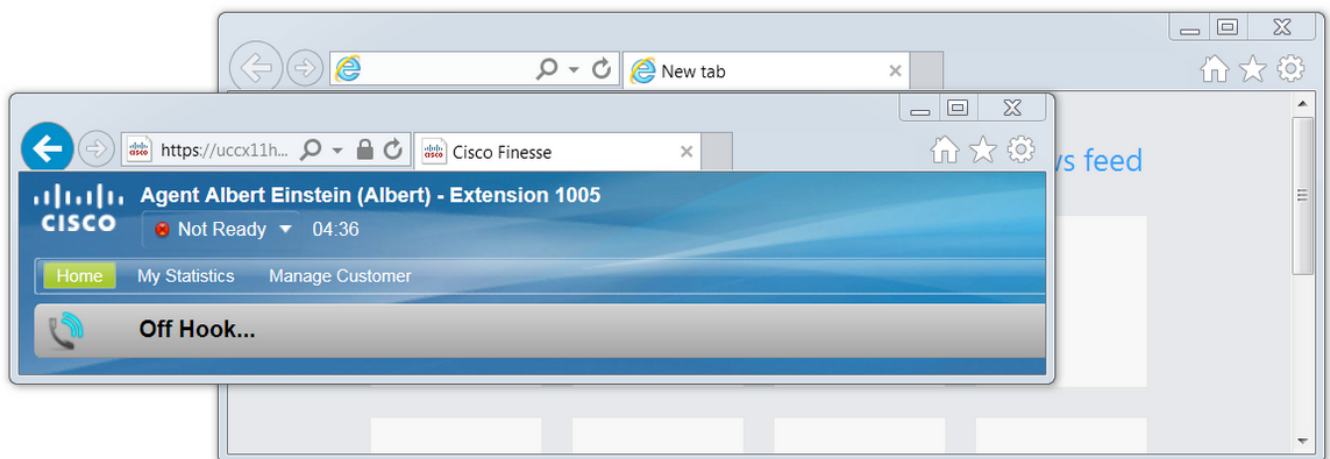 New tab
https://uccx11h...
Cisco Finesse
vs feed
CISCO
Agent Albert Einstein (Albert) - Extension 1005
Not Ready 04:36
Home My Statistics Manage Customer
Off Hook...